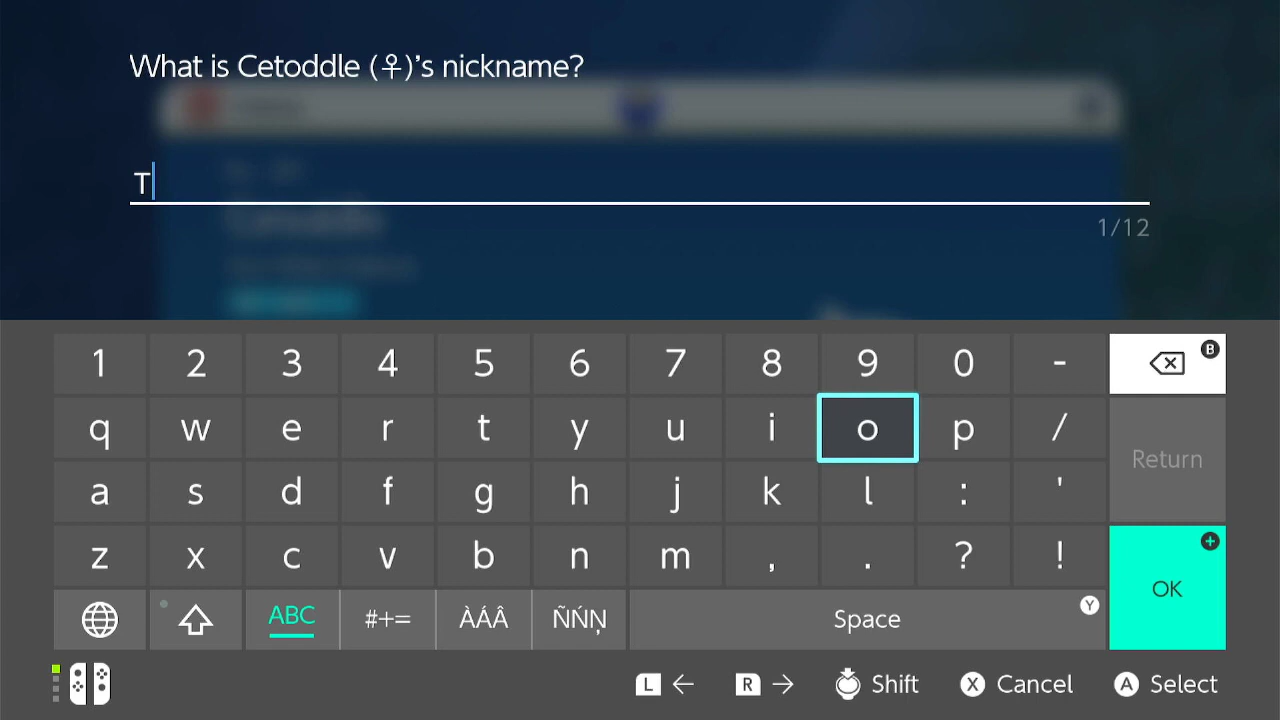 What is Cetoddle (♀)'s nickname?
T
1/12
1 2 3 4 5 6 7 8 9 0 - B
q w e r t y u i o p /
Return
a s d f g h j k l : '
z x c v b n m , . ? ! +
OK
ABC #+= ÀÁÂ ÑŃŅ Space Y
L ← R → Shift X Cancel A Select